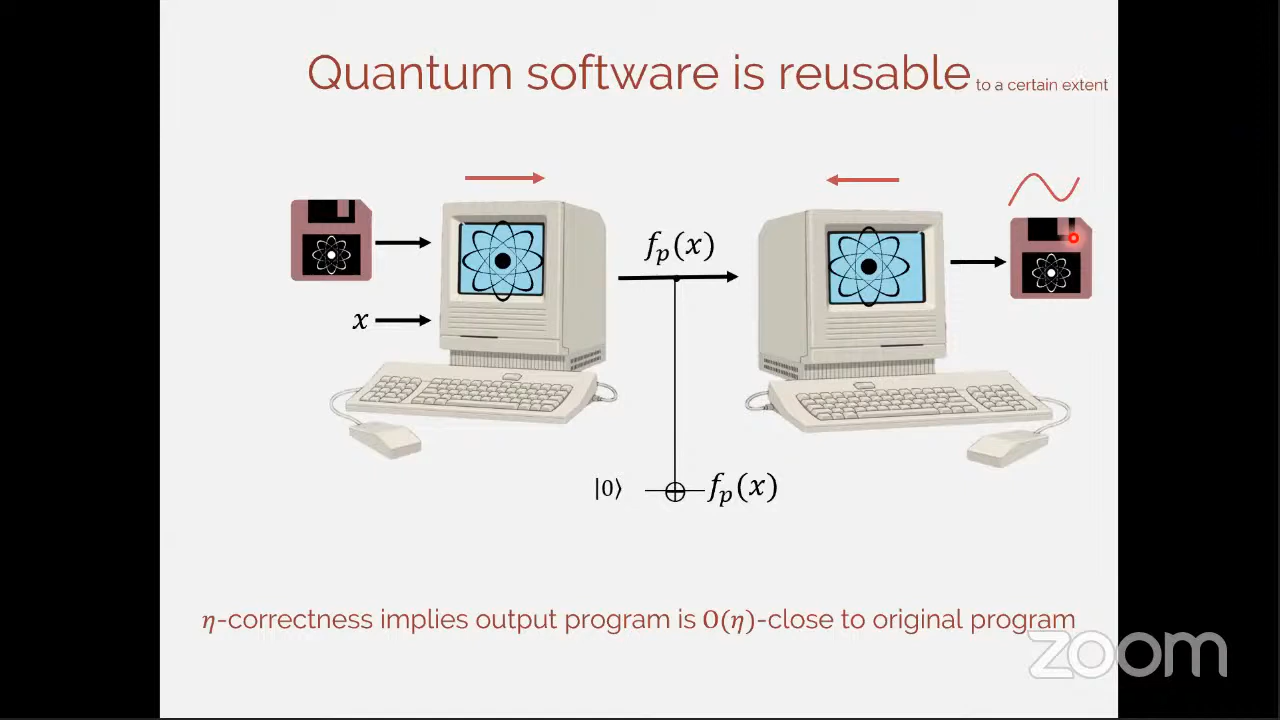 Quantum software is reusable to a certain extent
f_p(x)
x
|0⟩ f_p(x)
η-correctness implies output program is O(η)-close to original program
zoom